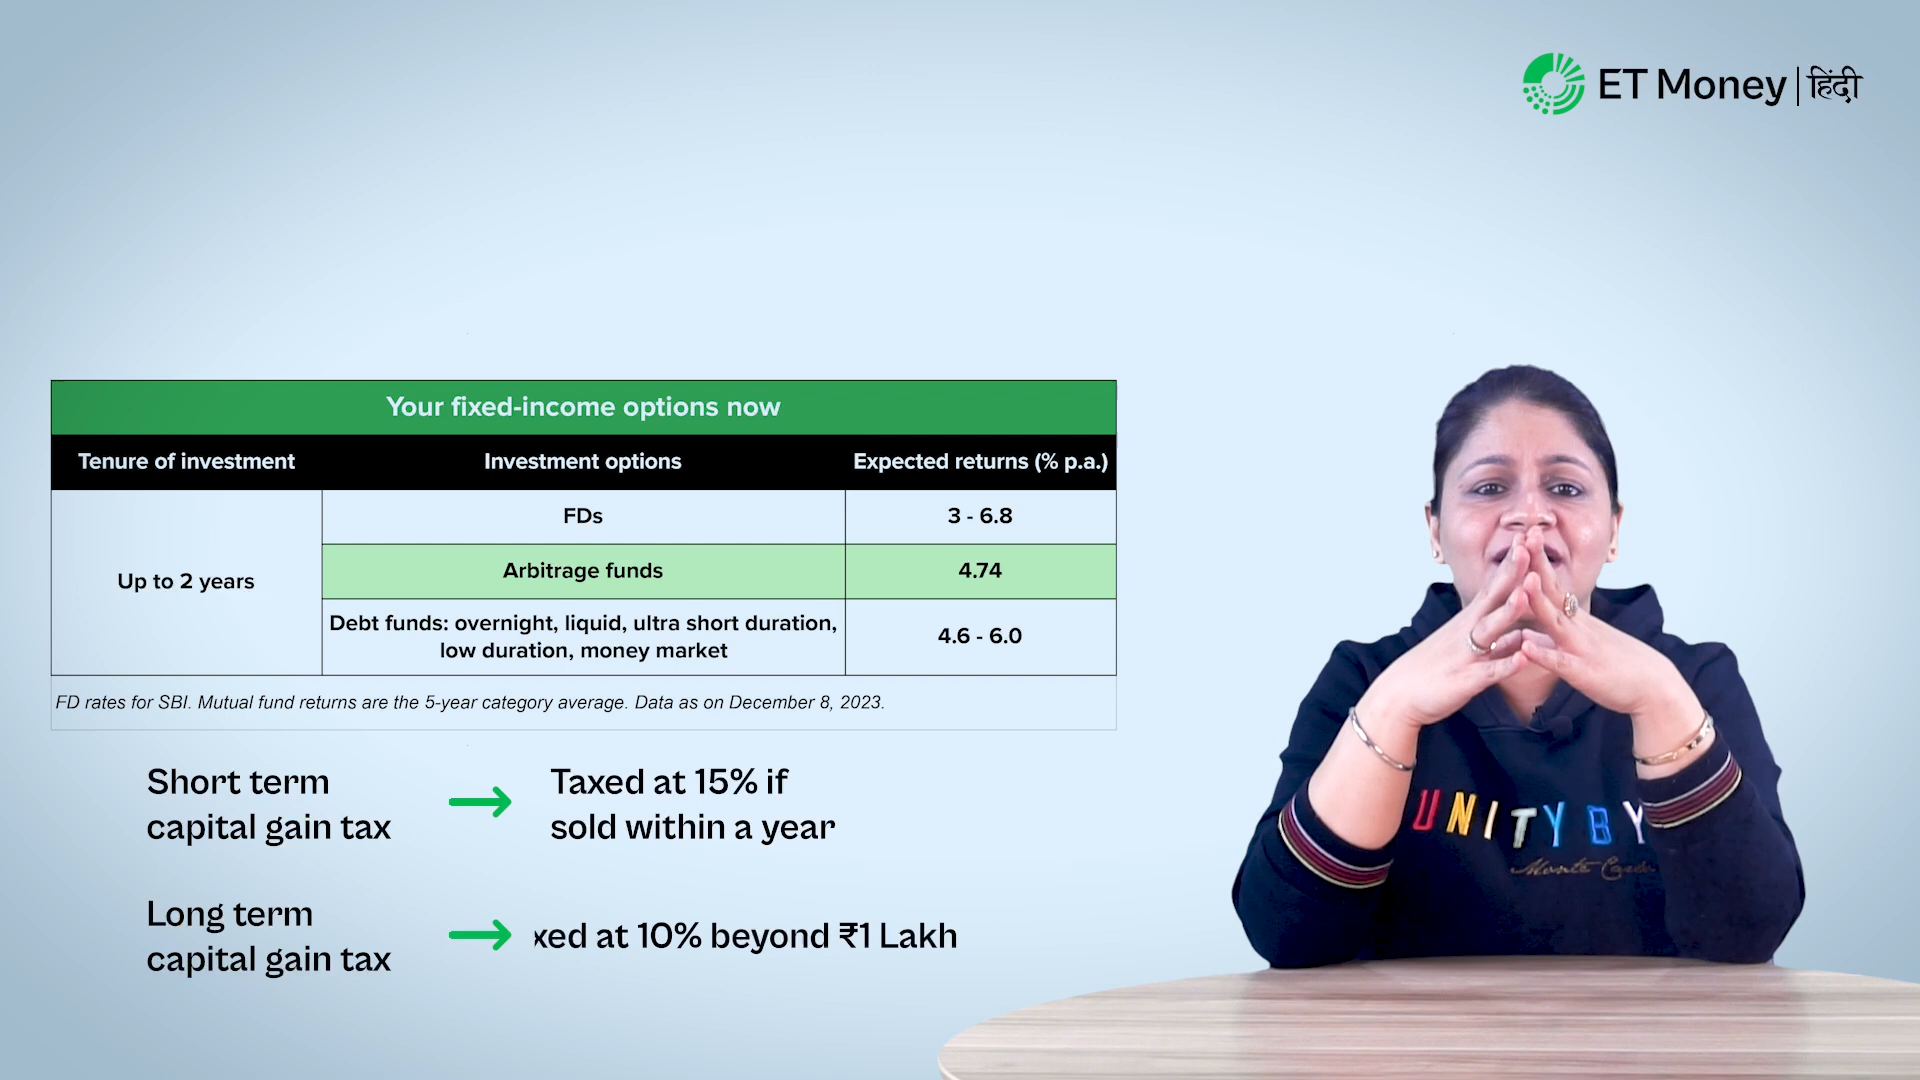 ET Money | हिंदी
Your fixed-income options now
Tenure of investment
Investment options
Expected returns (% p.a.)
Up to 2 years
FDs
3 - 6.8
Arbitrage funds
4.74
Debt funds: overnight, liquid, ultra short duration,
low duration, money market
4.6 - 6.0
FD rates for SBI. Mutual fund returns are the 5-year category average. Data as on December 8, 2023.
Short term
capital gain tax
Taxed at 15% if
sold within a year
Long term
capital gain tax
xed at 10% beyond ₹1 Lakh
UNITY BY
Monte Carlo